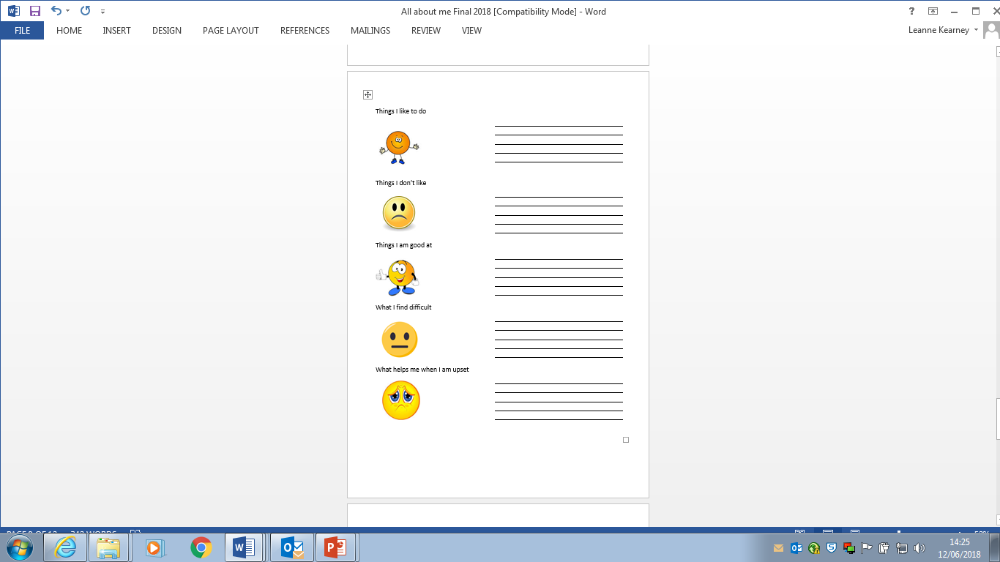 All about me Final 2018 [Compatibility Mode] - Word
?
FILE HOME INSERT DESIGN PAGE LAYOUT REFERENCES MAILINGS REVIEW VIEW
Leanne Kearney
Things I like to do
Things I don't like
Things I am good at
What I find difficult
What helps me when I am upset
14:25
12/06/2018